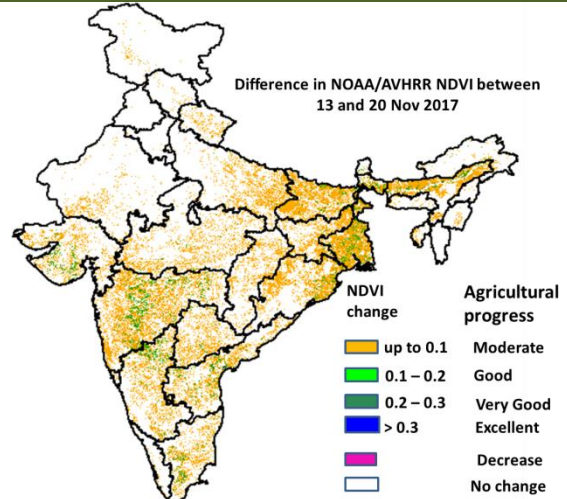 Difference in NOAA/AVHRR NDVI between
13 and 20 Nov 2017
NDVI change
Agricultural progress
up to 0.1 Moderate
0.1 – 0.2 Good
0.2 – 0.3 Very Good
> 0.3 Excellent
Decrease
No change